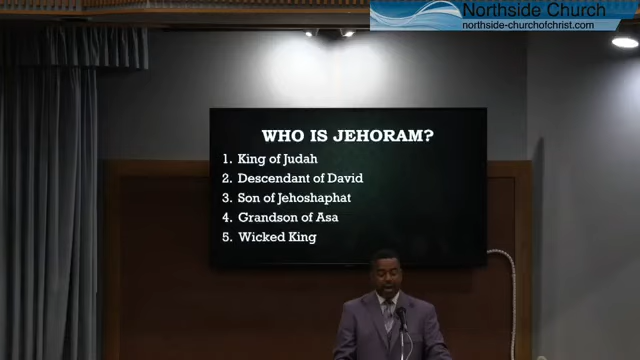 Northside Church
northside-churchofchrist.com
WHO IS JEHORAM?
1. King of Judah
2. Descendant of David
3. Son of Jehoshaphat
4. Grandson of Asa
5. Wicked King